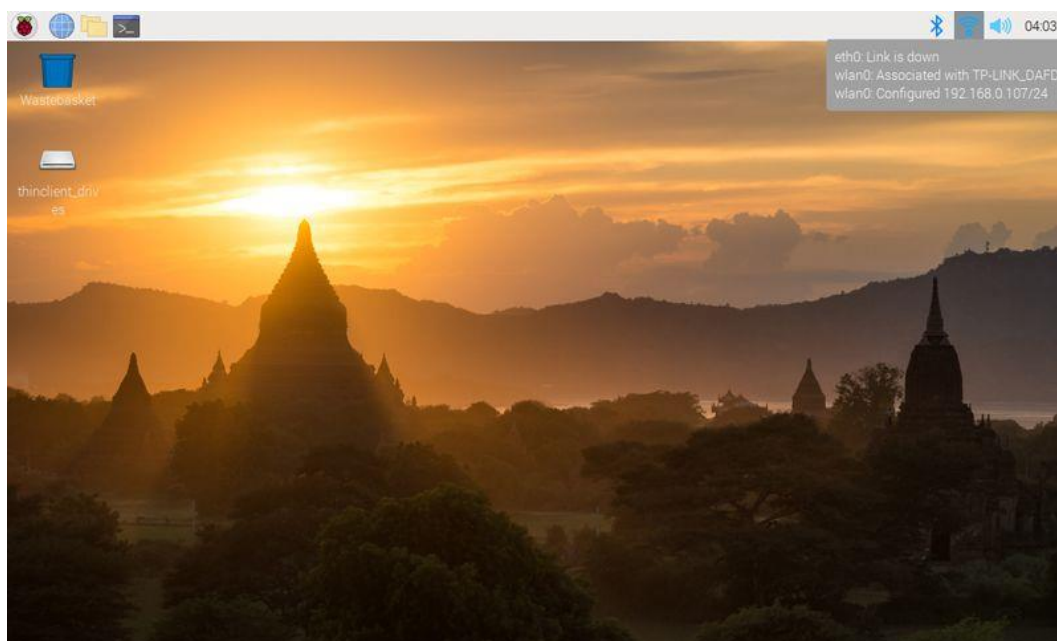 >_
04:03
eth0: Link is down
wlan0: Associated with TP-LINK_DAFD
wlan0: Configured 192.168.0.107/24
Wastebasket
thinclient_driv
es